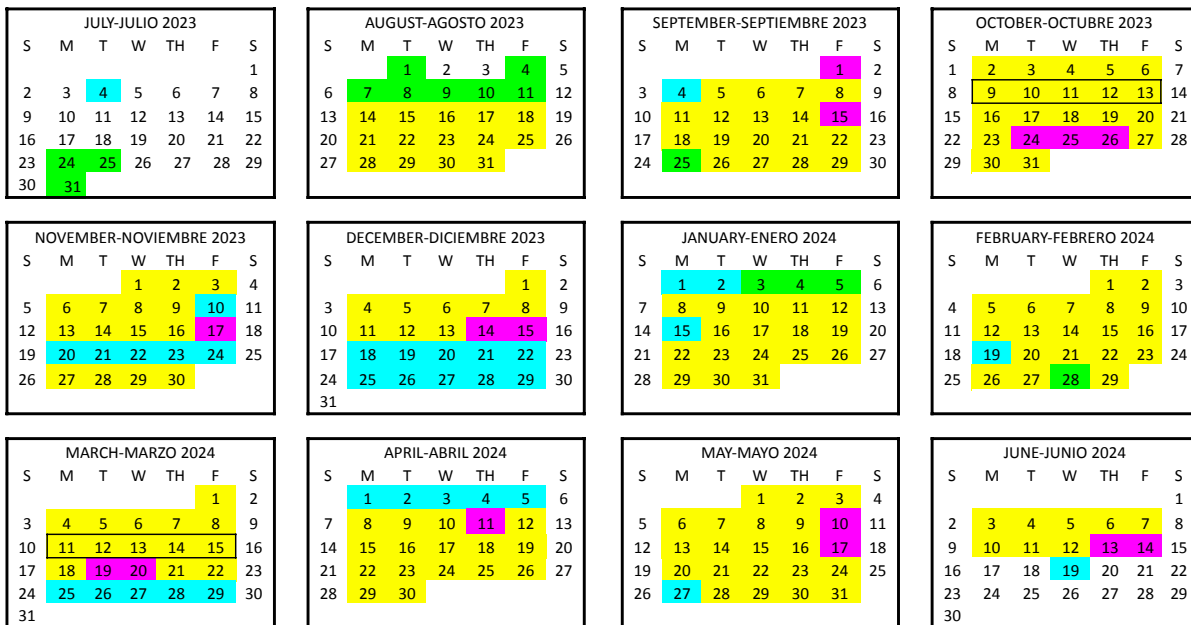 JULY-JULIO 2023
S M T W TH F S
1
2 3 4 5 6 7 8
9 10 11 12 13 14 15
16 17 18 19 20 21 22
23 24 25 26 27 28 29
30 31
AUGUST-AGOSTO 2023
S M T W TH F S
1 2 3 4 5
6 7 8 9 10 11 12
13 14 15 16 17 18 19
20 21 22 23 24 25 26
27 28 29 30 31
SEPTEMBER-SEPTIEMBRE 2023
S M T W TH F S
1 2
3 4 5 6 7 8 9
10 11 12 13 14 15 16
17 18 19 20 21 22 23
24 25 26 27 28 29 30
OCTOBER-OCTUBRE 2023
S M T W TH F S
1 2 3 4 5 6 7
8 9 10 11 12 13 14
15 16 17 18 19 20 21
22 23 24 25 26 27 28
29 30 31
NOVEMBER-NOVIEMBRE 2023
S M T W TH F S
1 2 3 4
5 6 7 8 9 10 11
12 13 14 15 16 17 18
19 20 21 22 23 24 25
26 27 28 29 30
DECEMBER-DICIEMBRE 2023
S M T W TH F S
1 2
3 4 5 6 7 8 9
10 11 12 13 14 15 16
17 18 19 20 21 22 23
24 25 26 27 28 29 30
31
JANUARY-ENERO 2024
S M T W TH F S
1 2 3 4 5 6
7 8 9 10 11 12 13
14 15 16 17 18 19 20
21 22 23 24 25 26 27
28 29 30 31
FEBRUARY-FEBRERO 2024
S M T W TH F S
1 2 3
4 5 6 7 8 9 10
11 12 13 14 15 16 17
18 19 20 21 22 23 24
25 26 27 28 29
MARCH-MARZO 2024
S M T W TH F S
1 2
3 4 5 6 7 8 9
10 11 12 13 14 15 16
17 18 19 20 21 22 23
24 25 26 27 28 29 30
31
APRIL-ABRIL 2024
S M T W TH F S
1 2 3 4 5 6
7 8 9 10 11 12 13
14 15 16 17 18 19 20
21 22 23 24 25 26 27
28 29 30
MAY-MAYO 2024
S M T W TH F S
1 2 3 4
5 6 7 8 9 10 11
12 13 14 15 16 17 18
19 20 21 22 23 24 25
26 27 28 29 30 31
JUNE-JUNIO 2024
S M T W TH F S
1
2 3 4 5 6 7 8
9 10 11 12 13 14 15
16 17 18 19 20 21 22
23 24 25 26 27 28 29
30